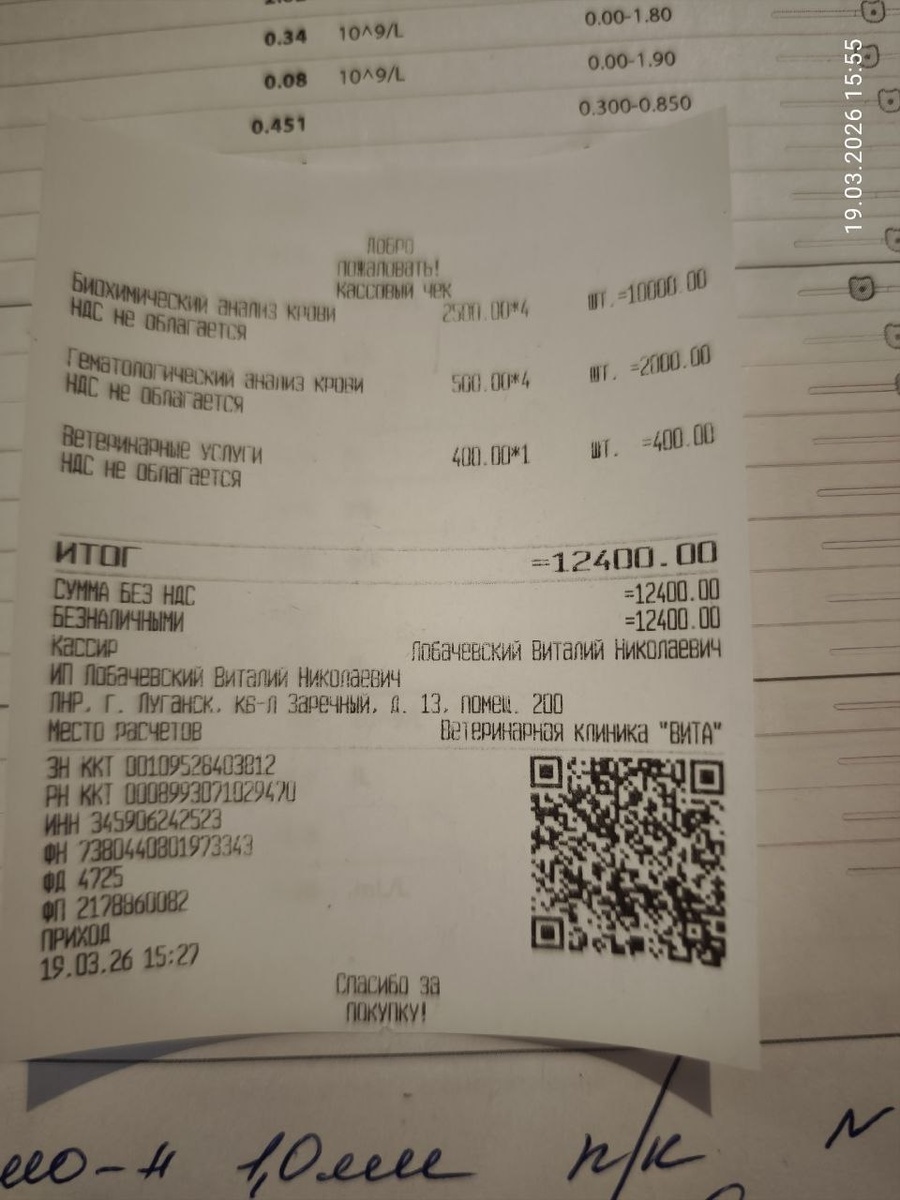 0.34 10^9/L 0.00-1.80
0.08 10^9/L 0.00-1.90
0.451 0.300-0.850
19.03.2026 15:55
ДОБРО
ПОЖАЛОВАТЬ!
КАССОВЫЙ ЧЕК
Биохимический анализ крови 2500.00*4 шт.=10000.00
НДС не облагается
Гематологический анализ крови 500.00*4 шт. =2000.00
НДС не облагается
Ветеринарные услуги 400.00*1 шт. =400.00
НДС не облагается
ИТОГ =12400.00
СУММА БЕЗ НДС =12400.00
БЕЗНАЛИЧНЫМИ =12400.00
Кассир Лобачевский Виталий Николаевич
ИП Лобачевский Виталий Николаевич
ЛНР, г. Луганск, кв-л Заречный, д. 13, помещ. 200
Место расчетов Ветеринарная клиника "ВИТА"
ЗН ККТ 00109528403812
РН ККТ 0008993071029470
ИНН 345906242523
ФН 7380440801973343
ФД 4725
ФП 2178860082
ПРИХОД
19.03.26 15:27
Спасибо за
покупку!
1,0 мл п/к N